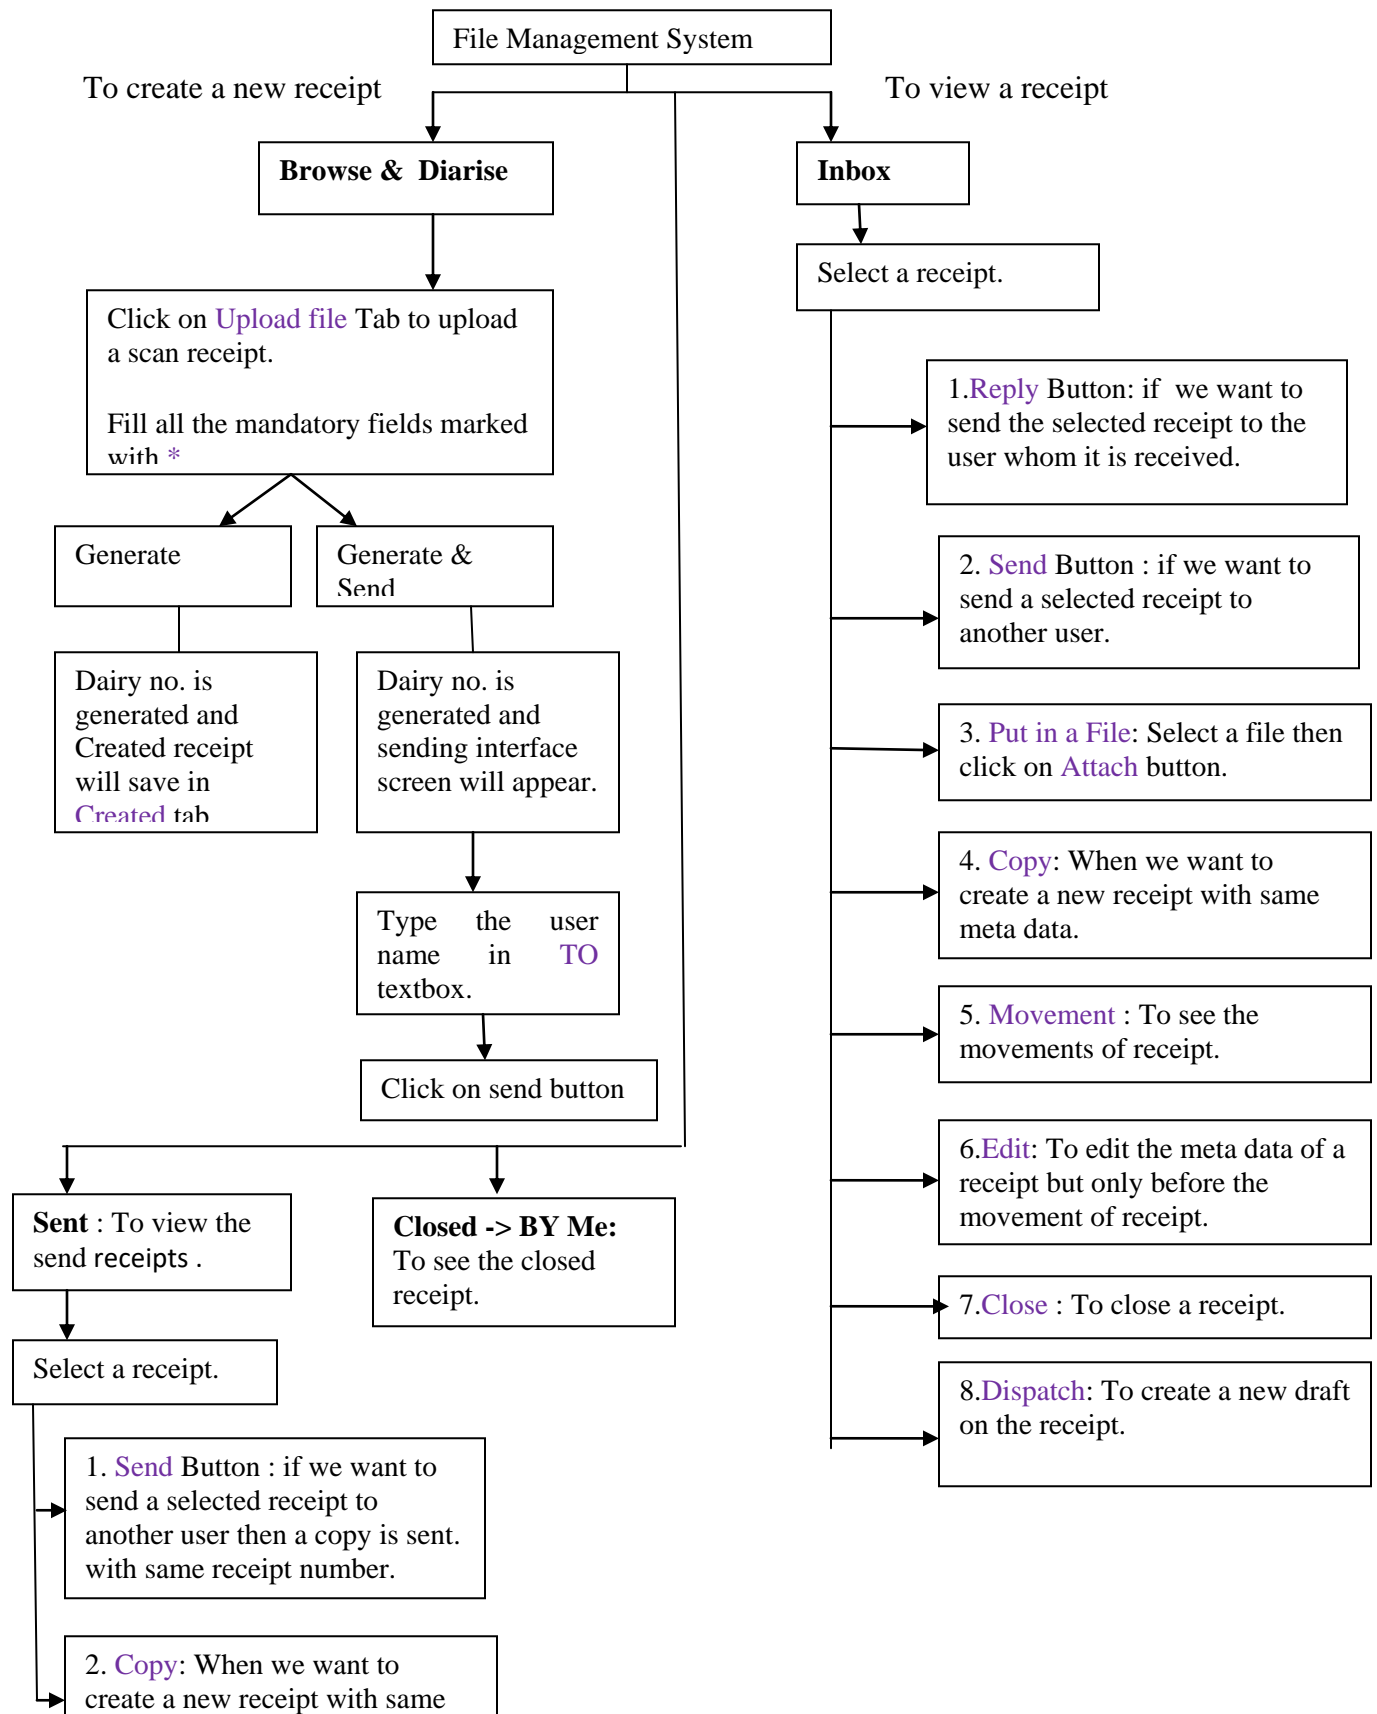 File Management System
To create a new receipt
To view a receipt
Browse &  Diarise
Inbox
Select a receipt.
Click on Upload file Tab to upload
a scan receipt.
Fill all the mandatory fields marked
with *
Generate
Generate &
Send
Dairy no. is
generated and
Created receipt
will save in
Created tab
Dairy no. is
generated and
sending interface
screen will appear.
Type the user
name in TO
textbox.
Click on send button
1.Reply Button: if  we want to
send the selected receipt to the
user whom it is received.
2. Send Button : if we want to
send a selected receipt to
another user.
3. Put in a File: Select a file then
click on Attach button.
4. Copy: When we want to
create a new receipt with same
meta data.
5. Movement : To see the
movements of receipt.
6.Edit: To edit the meta data of a
receipt but only before the
movement of receipt.
7.Close : To close a receipt.
8.Dispatch: To create a new draft
on the receipt.
Sent : To view the
send receipts .
Closed -> BY Me:
To see the closed
receipt.
Select a receipt.
1. Send Button : if we want to
send a selected receipt to
another user then a copy is sent.
with same receipt number.
2. Copy: When we want to
create a new receipt with same